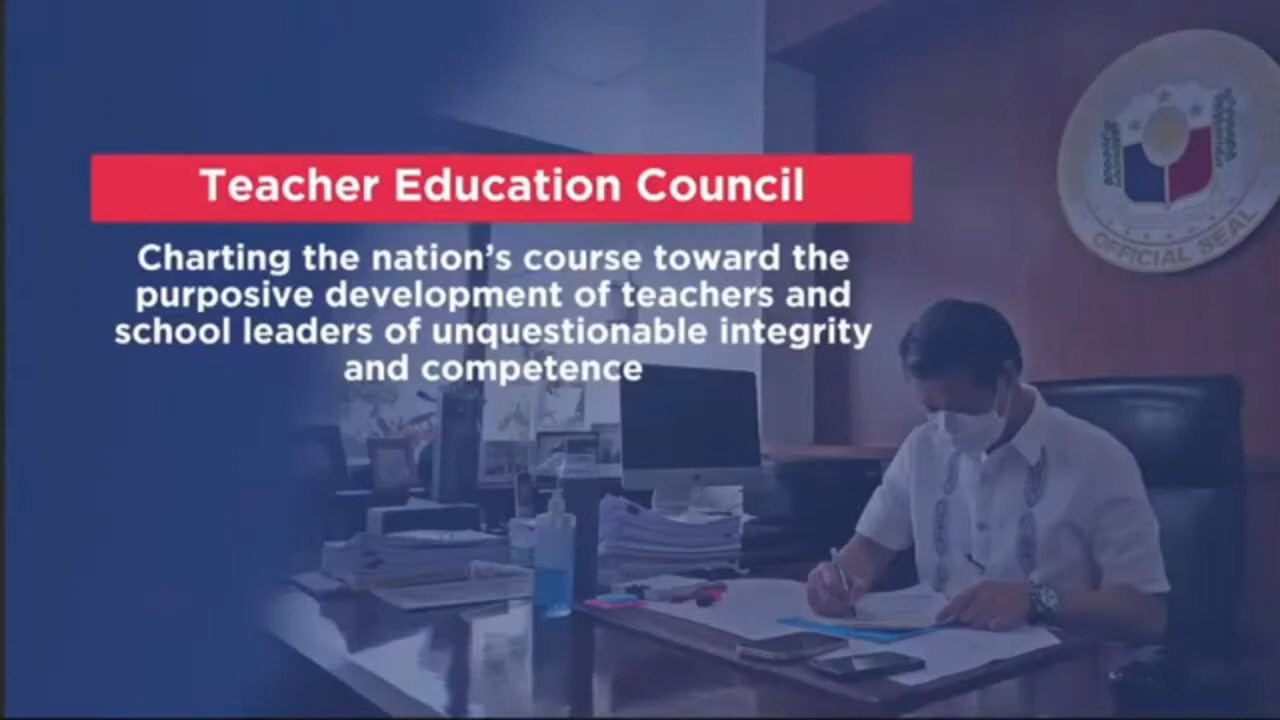 Teacher Education Council
Charting the nation's course toward the
purposive development of teachers and
school leaders of unquestionable integrity
and competence
OFFICIAL SEAL